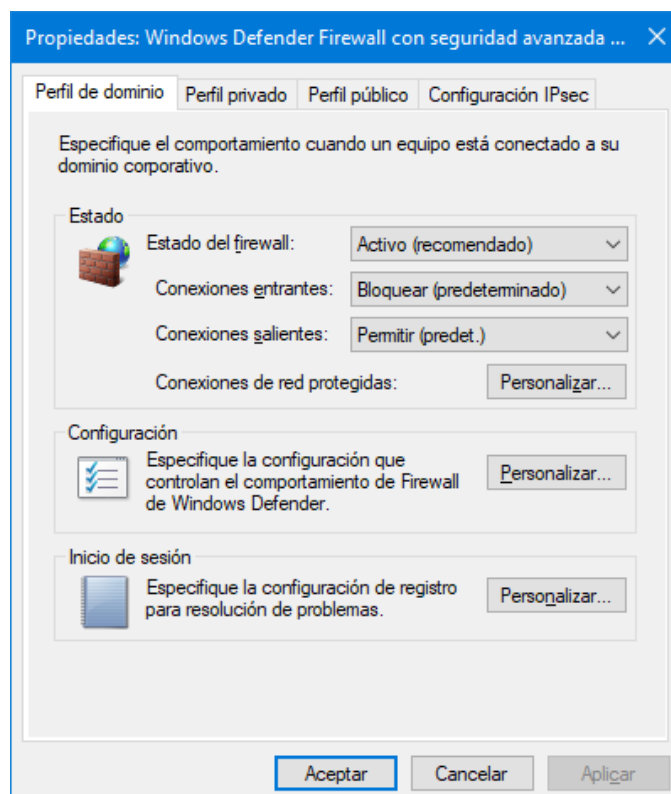 Propiedades: Windows Defender Firewall con seguridad avanzada ...
Perfil de dominio
Perfil privado
Perfil público
Configuración IPsec
Especifique el comportamiento cuando un equipo está conectado a su
dominio corporativo.
Estado
Estado del firewall:
Activo (recomendado)
Conexiones entrantes:
Bloquear (predeterminado)
Conexiones salientes:
Permitir (predet.)
Conexiones de red protegidas:
Personalizar...
Configuración
Especifique la configuración que
controlan el comportamiento de Firewall
de Windows Defender.
Personalizar...
Inicio de sesión
Especifique la configuración de registro
para resolución de problemas.
Personalizar...
Aceptar
Cancelar
Aplicar